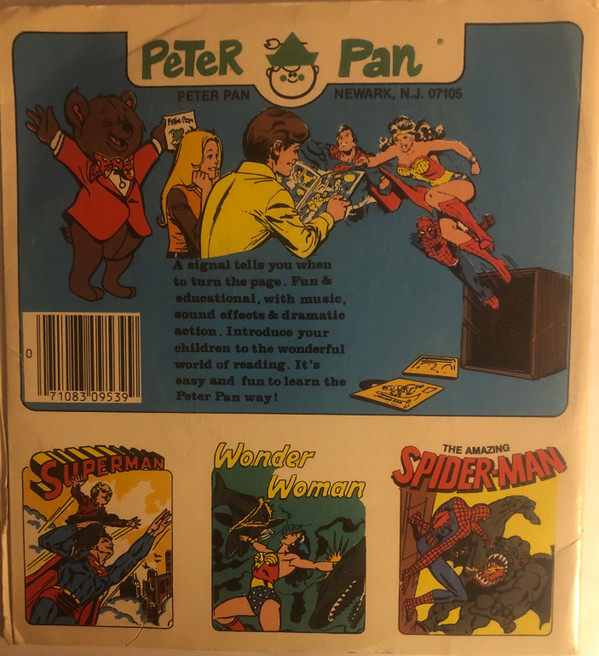 PeTeR Pan
PETER PAN NEWARK, N.J. 07105
PETER PAN
A signal tells you when
to turn the page. Fun &
educational, with music,
sound effects & dramatic
action. Introduce your
children to the wonderful
world of reading. It's
easy and fun to learn the
Peter Pan way!
0 71083 09539
SUPERMAN
Wonder
Woman
THE AMAZING
SPIDER-MAN